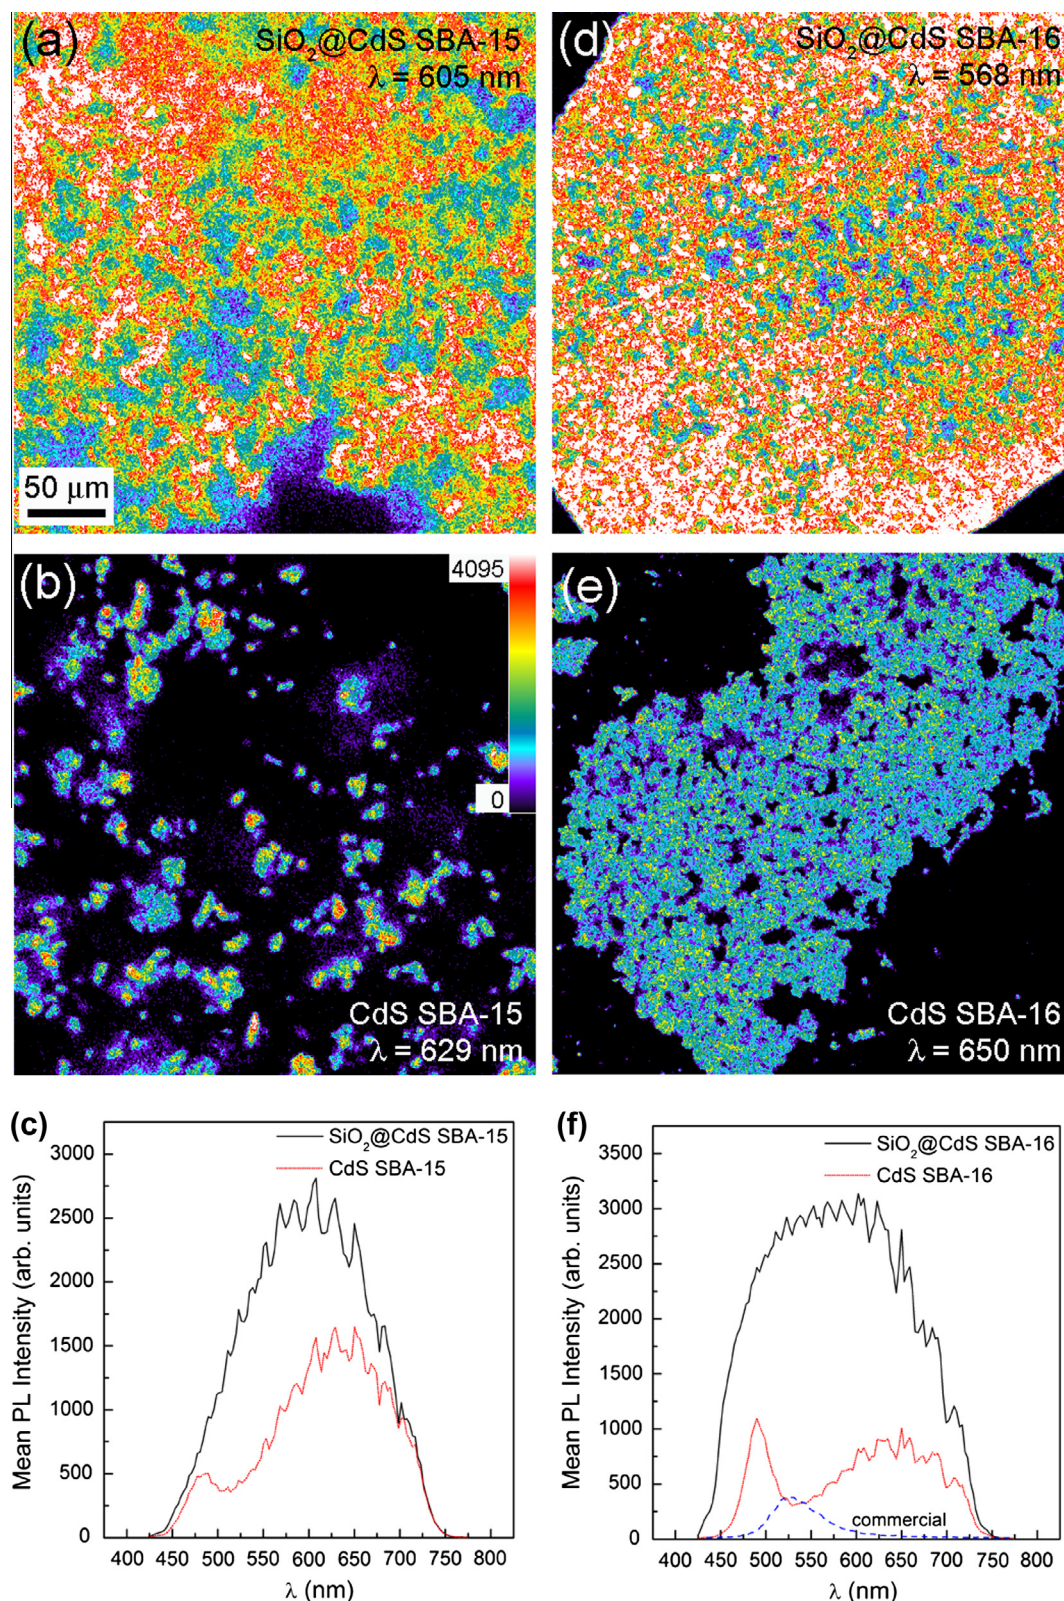 (a)
SiO2@CdS SBA-15
λ = 605 nm
50 μm
(d)
SiO2@CdS SBA-16
λ = 568 nm
(b)
4095
0
CdS SBA-15
λ = 629 nm
(e)
CdS SBA-16
λ = 650 nm
(c)
SiO2@CdS SBA-15
CdS SBA-15
Mean PL Intensity (arb. units)
3000
2500
2000
1500
1000
500
0
400 450 500 550 600 650 700 750 800
λ (nm)
(f)
SiO2@CdS SBA-16
CdS SBA-16
commercial
Mean PL Intensity (arb. units)
3500
3000
2500
2000
1500
1000
500
0
400 450 500 550 600 650 700 750 800
λ (nm)